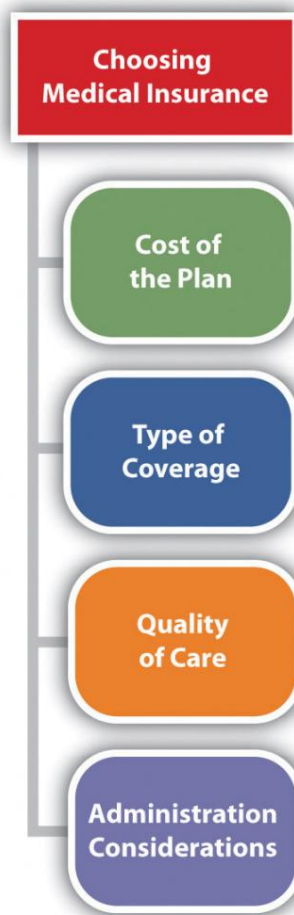 Choosing
Medical Insurance
Cost of
the Plan
Type of
Coverage
Quality
of Care
Administration
Considerations